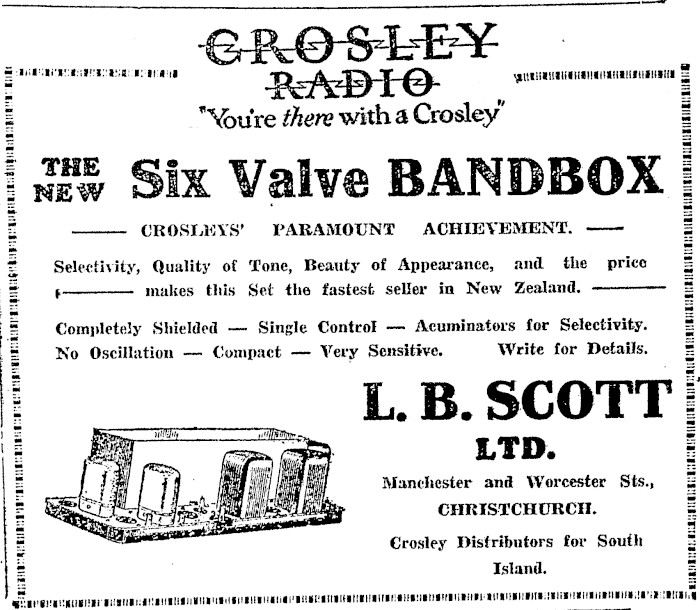 CROSLEY
RADIO
"You're there with a Crosley"
THE
NEW
Six Valve BANDBOX
CROSLEYS' PARAMOUNT ACHIEVEMENT.
Selectivity, Quality of Tone, Beauty of Appearance, and the price
makes this Set the fastest seller in New Zealand.
Completely Shielded — Single Control — Acuminators for Selectivity.
No Oscillation — Compact — Very Sensitive. Write for Details.
L. B. SCOTT
LTD.
Manchester and Worcester Sts.,
CHRISTCHURCH.
Crosley Distributors for South
Island.